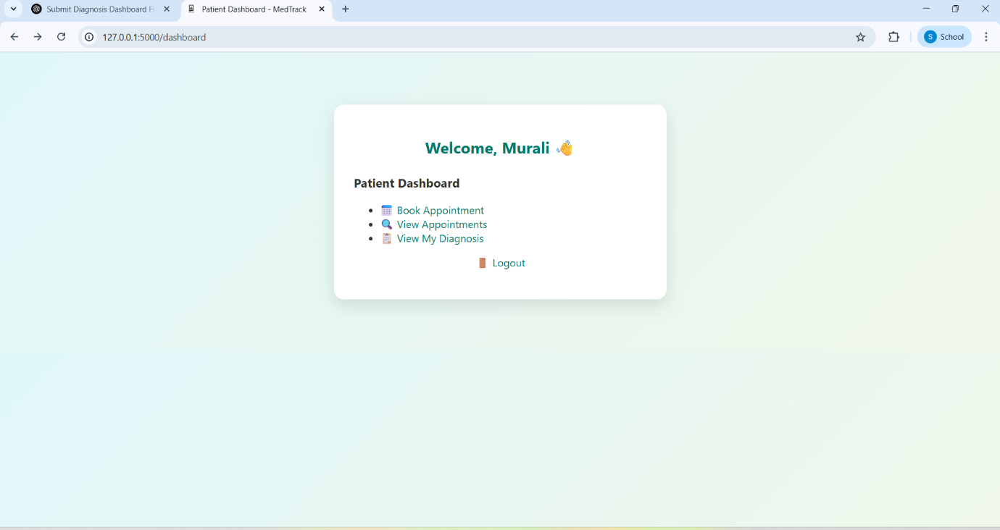 Submit Diagnosis Dashboard Fi
Patient Dashboard - MedTrack
127.0.0.1:5000/dashboard
S School
Welcome, Murali 👋
Patient Dashboard
• 📅 Book Appointment
• 🔍 View Appointments
• 📋 View My Diagnosis
🚪 Logout